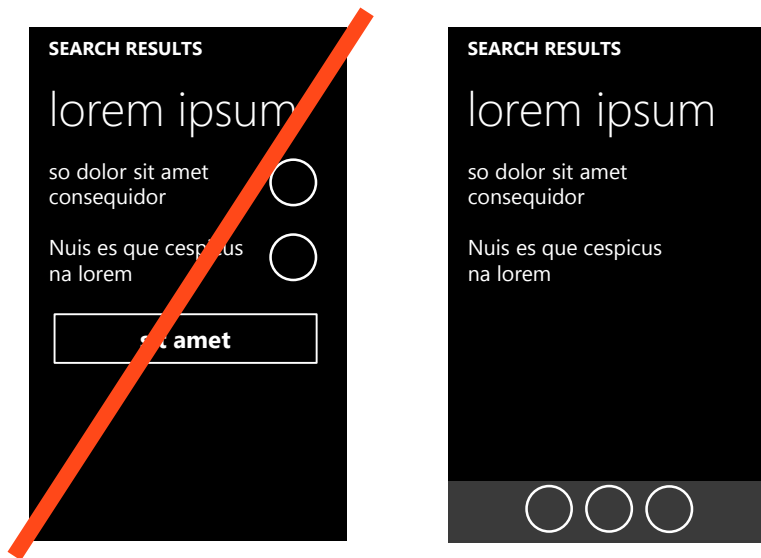 SEARCH RESULTS
lorem ipsum
so dolor sit amet
consequidor
Nuis es que cespicus
na lorem
sit amet
SEARCH RESULTS
lorem ipsum
so dolor sit amet
consequidor
Nuis es que cespicus
na lorem